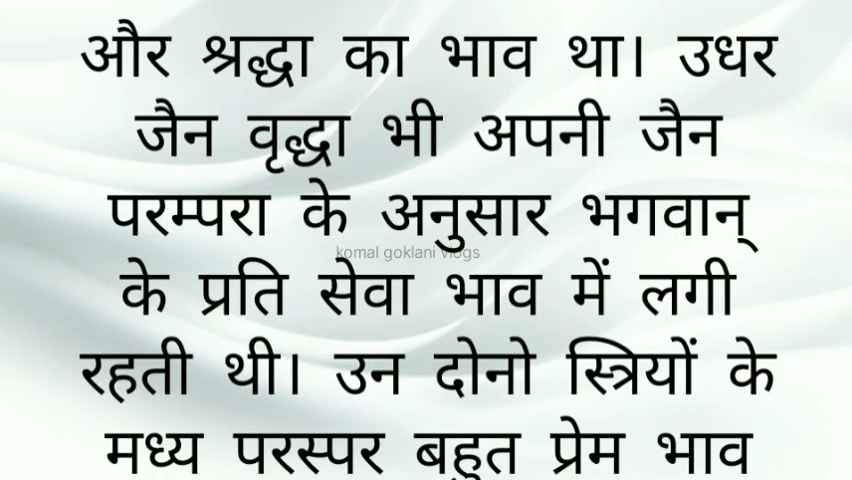 और श्रद्धा का भाव था। उधर
जैन वृद्धा भी अपनी जैन
परम्परा के अनुसार भगवान्
komal goklani vlogs
के प्रति सेवा भाव में लगी
रहती थी। उन दोनो स्त्रियों के
मध्य परस्पर बहुत प्रेम भाव